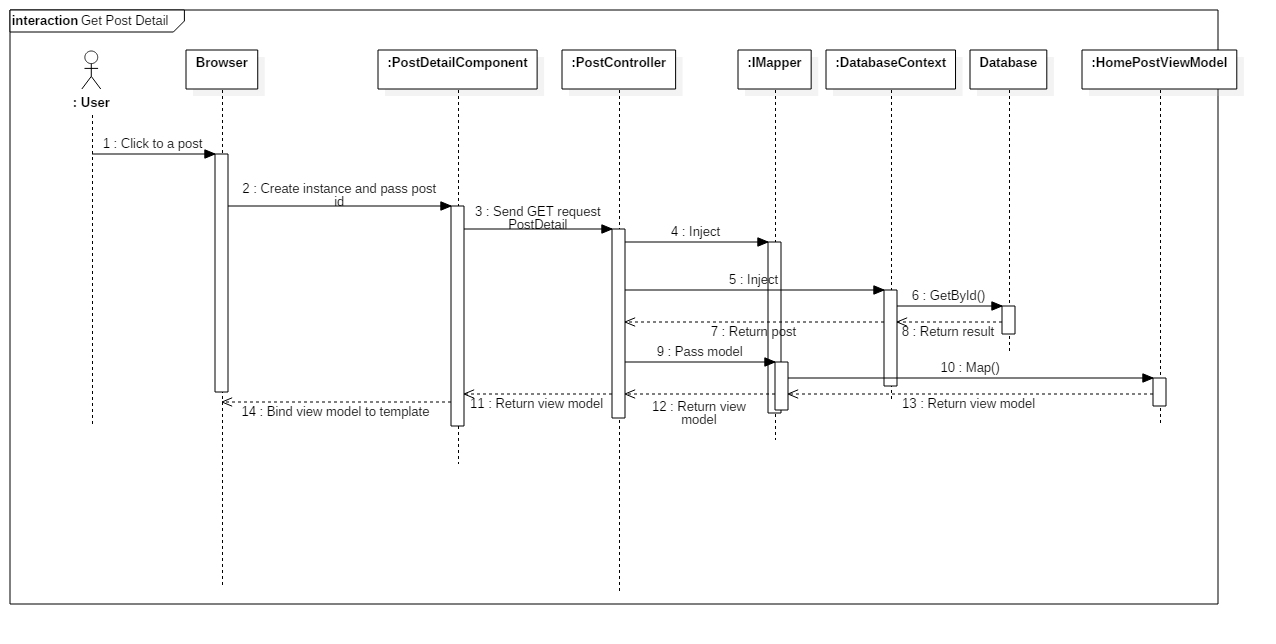 interaction Get Post Detail
: User
Browser
:PostDetailComponent
:PostController
:IMapper
:DatabaseContext
Database
:HomePostViewModel
1 : Click to a post
2 : Create instance and pass post
id
3 : Send GET request
PostDetail
4 : Inject
5 : Inject
6 : GetById()
7 : Return post
8 : Return result
9 : Pass model
10 : Map()
11 : Return view model
12 : Return view
model
13 : Return view model
14 : Bind view model to template